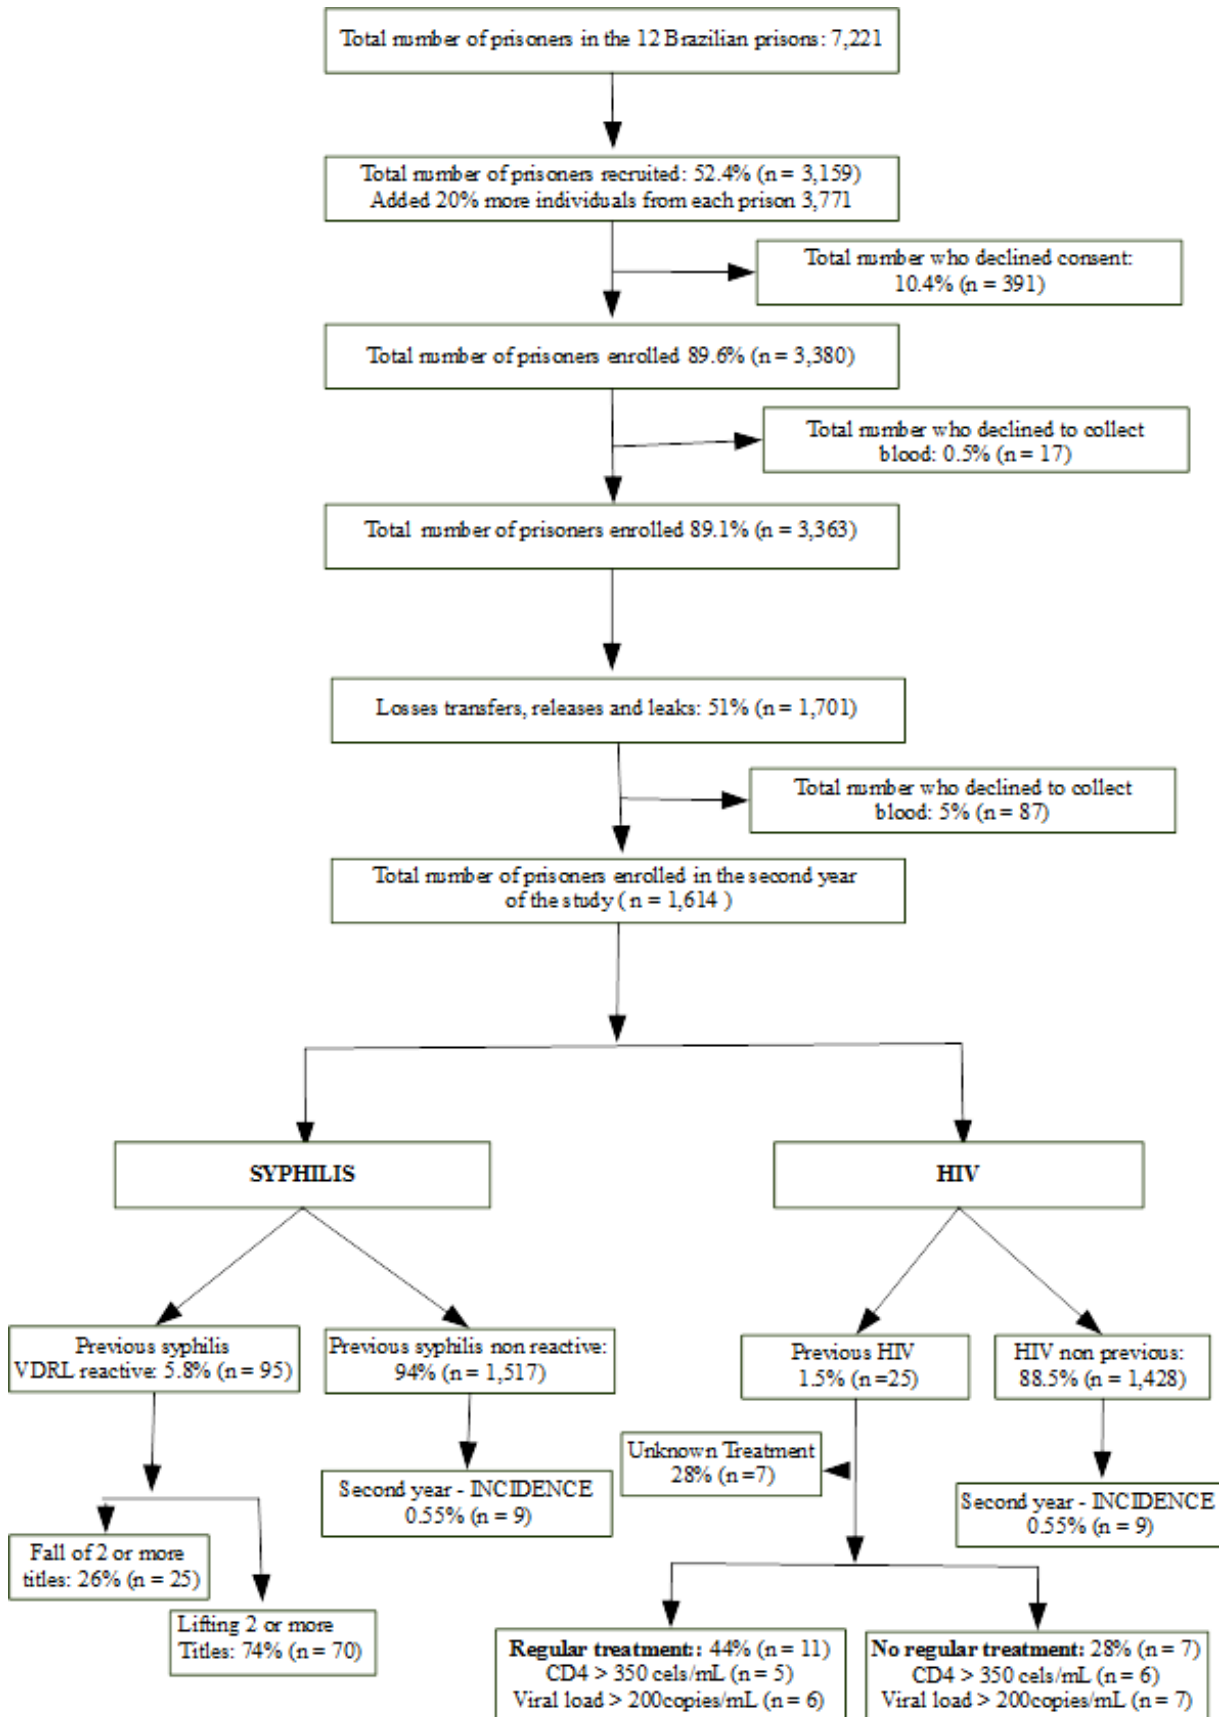 Total number of prisoners in the 12 Brazilian prisons: 7,221
Total number of prisoners recruited: 52.4% (n = 3,159)
Added 20% more individuals from each prison 3,771
Total number who declined consent:
10.4% (n = 391)
Total number of prisoners enrolled 89.6% (n = 3,380)
Total number who declined to collect
blood: 0.5% (n = 17)
Total number of prisoners enrolled 89.1% (n = 3,363)
Losses transfers, releases and leaks: 51% (n = 1,701)
Total number who declined to collect
blood: 5% (n = 87)
Total number of prisoners enrolled in the second year
of the study ( n = 1,614 )
SYPHILIS
HIV
Previous syphilis
VDRL reactive: 5.8% (n = 95)
Previous syphilis non reactive:
94% (n = 1,517)
Previous HIV
1.5% (n =25)
HIV non previous:
88.5% (n = 1,428)
Unknown Treatment
28% (n =7)
Second year - INCIDENCE
0.55% (n = 9)
Second year - INCIDENCE
0.55% (n = 9)
Fall of 2 or more
titles: 26% (n = 25)
Lifting 2 or more
Titles: 74% (n = 70)
Regular treatment:: 44% (n = 11)
CD4 > 350 cels/mL (n = 5)
Viral load > 200copies/mL (n = 6)
No regular treatment: 28% (n = 7)
CD4 > 350 cels/mL (n = 6)
Viral load > 200copies/mL (n = 7)